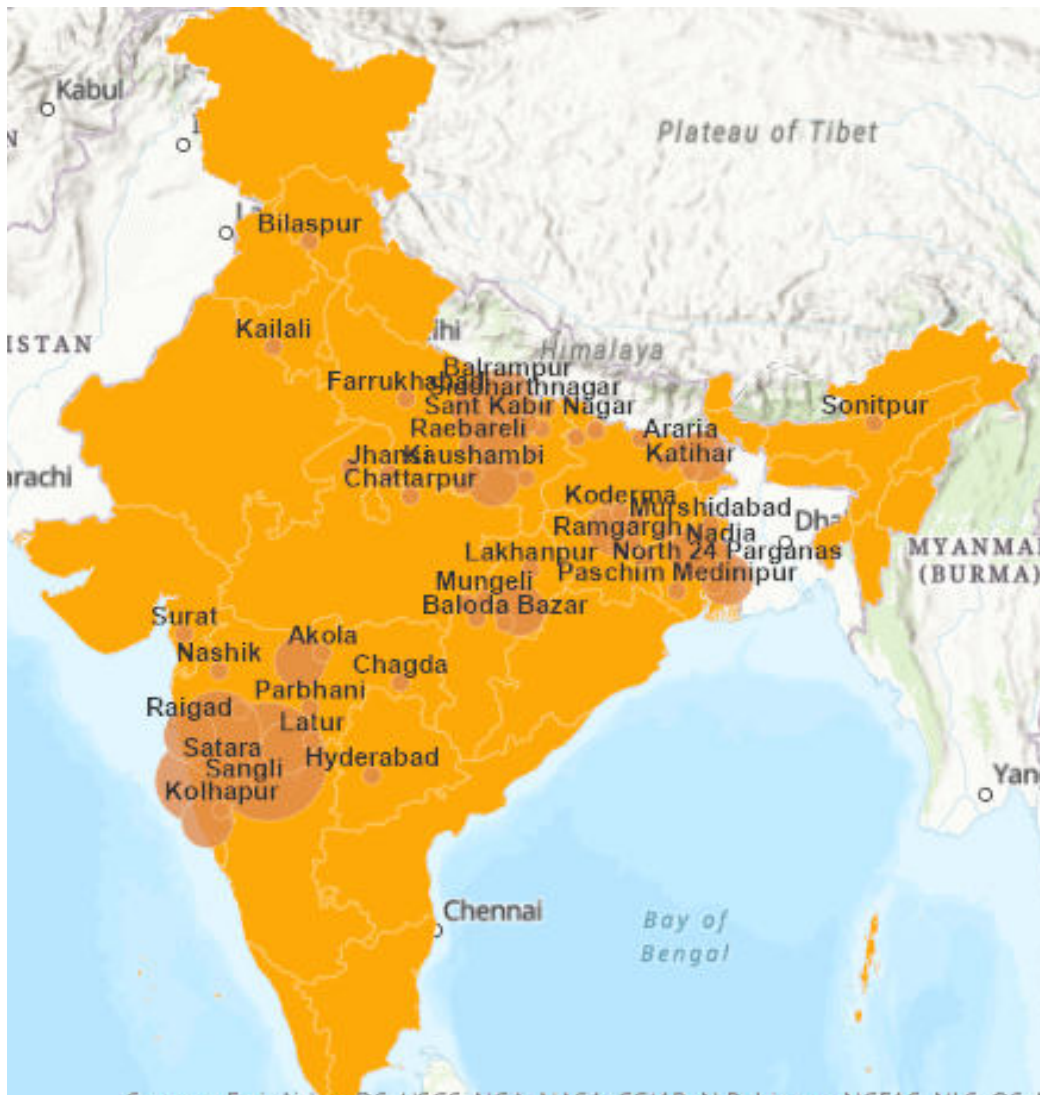 Kabul
Plateau of Tibet
Bilaspur
Kailali
ISTAN
Himalaya
Balrampur
Farrukhabad
Siddharthnagar
Sant Kabir Nagar
Sonitpur
Raebareli
Araria
Jhansi
Kaushambi
Katihar
Chattarpur
arachi
Koderma
Murshidabad
Ramgargh
Nadia
Lakhanpur
North 24 Parganas
MYANMA
(BURMA)
Mungeli
Paschim Medinipur
Baloda Bazar
Surat
Akola
Nashik
Chagda
Parbhani
Raigad
Latur
Satara
Hyderabad
Sangli
Kolhapur
Yang
Chennai
Bay of
Bengal